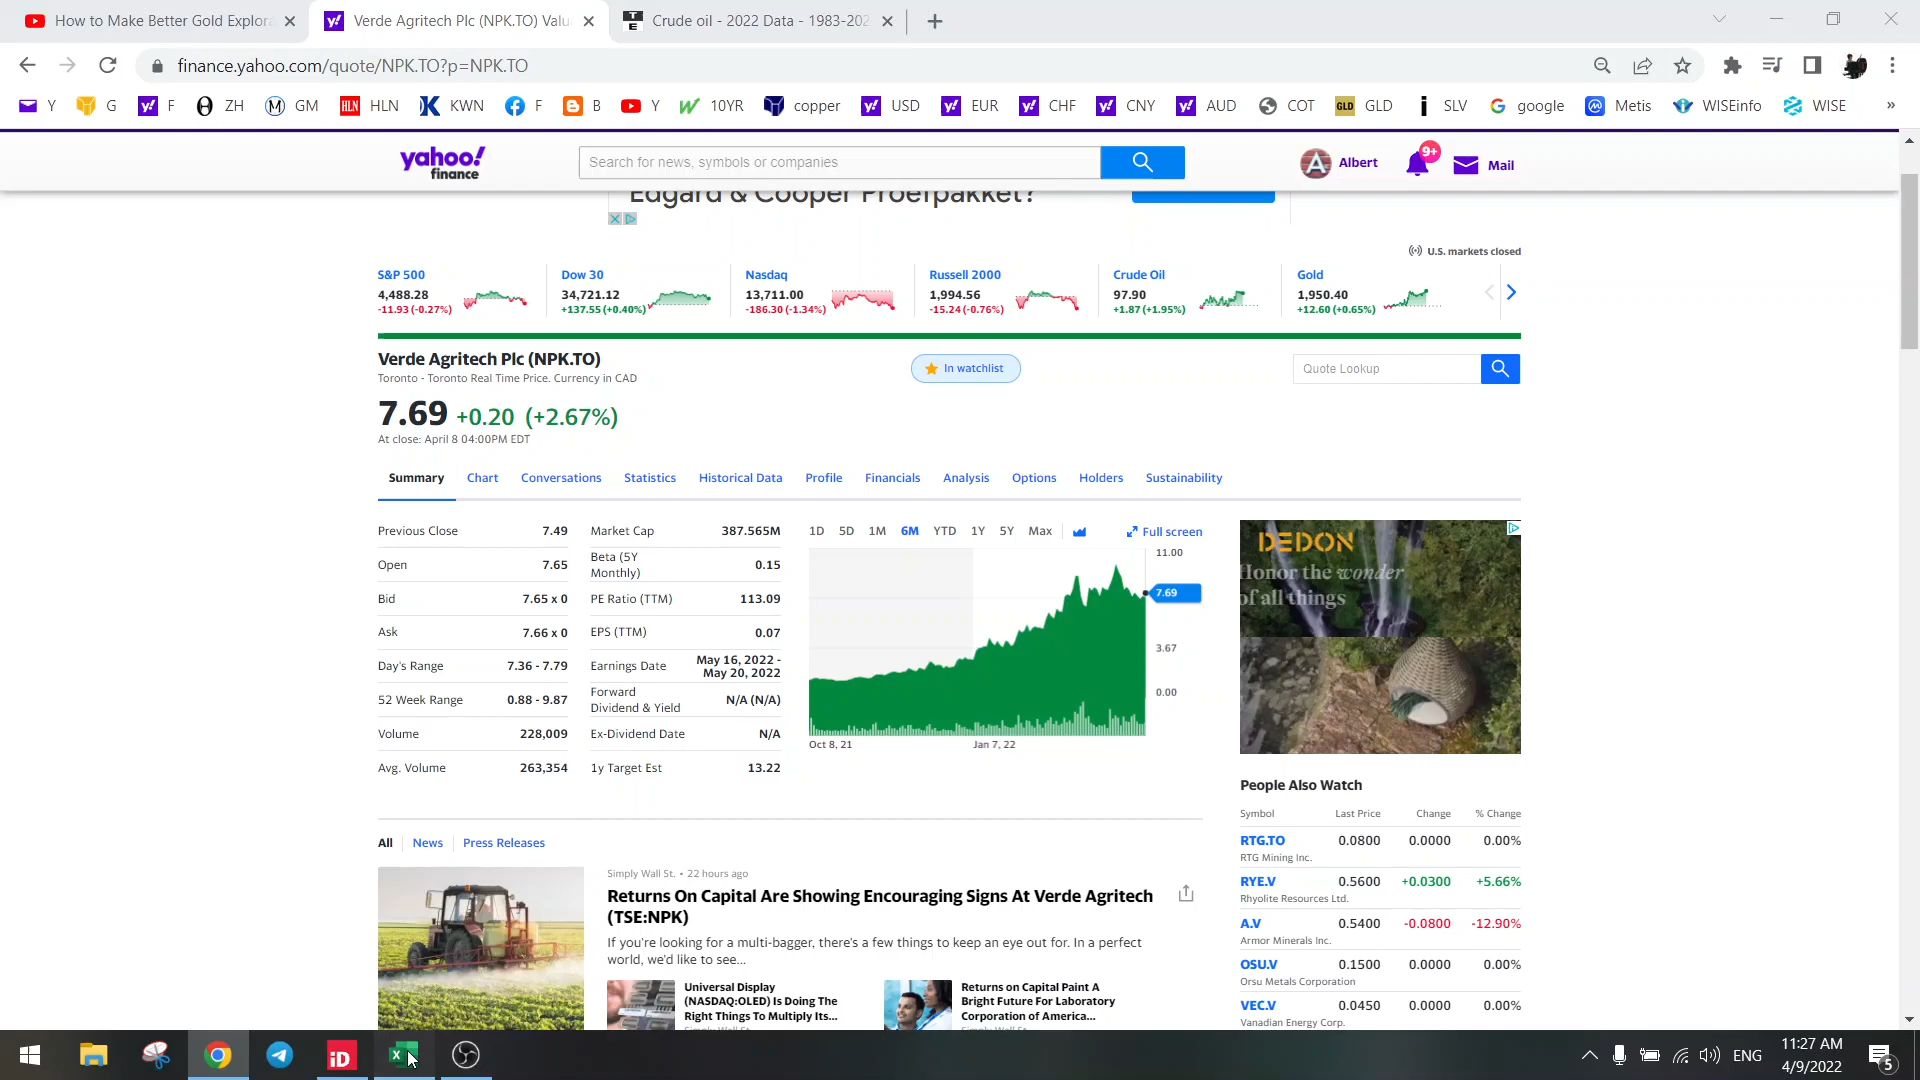 How to Make Better Gold Explora
Verde Agritech Plc (NPK.TO) Valu
Crude oil - 2022 Data - 1983-202
finance.yahoo.com/quote/NPK.TO?p=NPK.TO
Y G F ZH GM HLN KWN F B Y 10YR copper USD EUR CHF CNY AUD COT GLD SLV google Metis WISEinfo WISE »
yahoo!
finance
Search for news, symbols or companies
Albert
9+
Mail
Edgard & Cooper Proefpakket?
U.S. markets closed
S&P 500 Dow 30 Nasdaq Russell 2000 Crude Oil Gold
4,488.28 34,721.12 13,711.00 1,994.56 97.90 1,950.40
-11.93 (-0.27%) +137.55 (+0.40%) -186.30 (-1.34%) -15.24 (-0.76%) +1.87 (+1.95%) +12.60 (+0.65%)
Verde Agritech Plc (NPK.TO)
Toronto - Toronto Real Time Price. Currency in CAD
In watchlist
Quote Lookup
7.69 +0.20 (+2.67%)
At close: April 8 04:00PM EDT
Summary Chart Conversations Statistics Historical Data Profile Financials Analysis Options Holders Sustainability
Previous Close 7.49
Open 7.65
Bid 7.65 x 0
Ask 7.66 x 0
Day's Range 7.36 - 7.79
52 Week Range 0.88 - 9.87
Volume 228,009
Avg. Volume 263,354
Market Cap 387.565M
Beta (5Y
Monthly) 0.15
PE Ratio (TTM) 113.09
EPS (TTM) 0.07
Earnings Date May 16, 2022 -
May 20, 2022
Forward
Dividend & Yield N/A (N/A)
Ex-Dividend Date N/A
1y Target Est 13.22
1D 5D 1M 6M YTD 1Y 5Y Max Full screen
11.00
7.69
3.67
0.00
Oct 8, 21 Jan 7, 22
DEDON
Honor the wonder
of all things
People Also Watch
Symbol Last Price Change % Change
RTG.TO 0.0800 0.0000 0.00%
RTG Mining Inc.
RYE.V 0.5600 +0.0300 +5.66%
Rhyolite Resources Ltd.
A.V 0.5400 -0.0800 -12.90%
Armor Minerals Inc.
OSU.V 0.1500 0.0000 0.00%
Orsu Metals Corporation
VEC.V 0.0450 0.0000 0.00%
Vanadian Energy Corp.
All News Press Releases
Simply Wall St. • 22 hours ago
Returns On Capital Are Showing Encouraging Signs At Verde Agritech
(TSE:NPK)
If you're looking for a multi-bagger, there's a few things to keep an eye out for. In a perfect
world, we'd like to see...
Universal Display
(NASDAQ:OLED) Is Doing The
Right Things To Multiply Its...
Simply Wall St.
Returns on Capital Paint A
Bright Future For Laboratory
Corporation of America...
Simply Wall St.
iD
ENG
11:27 AM
4/9/2022
5